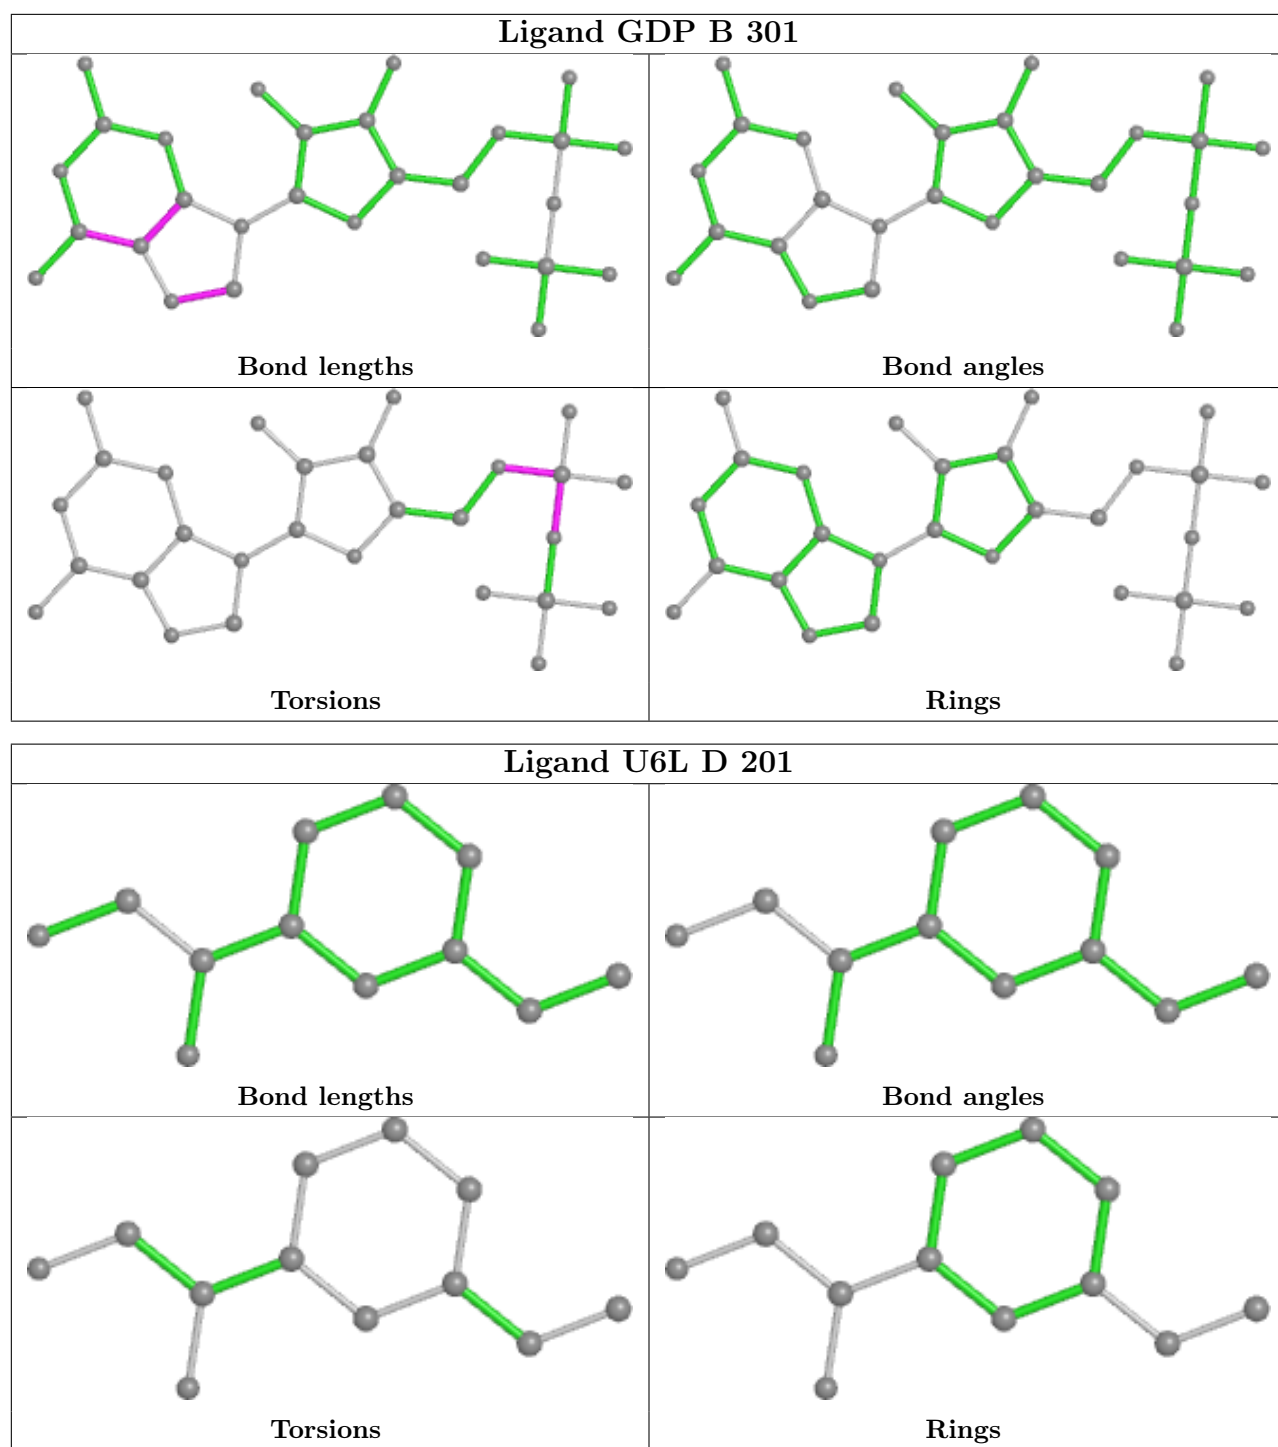 Ligand GDP B 301
Bond lengths
Bond angles
Torsions
Rings
Ligand U6L D 201
Bond lengths
Bond angles
Torsions
Rings